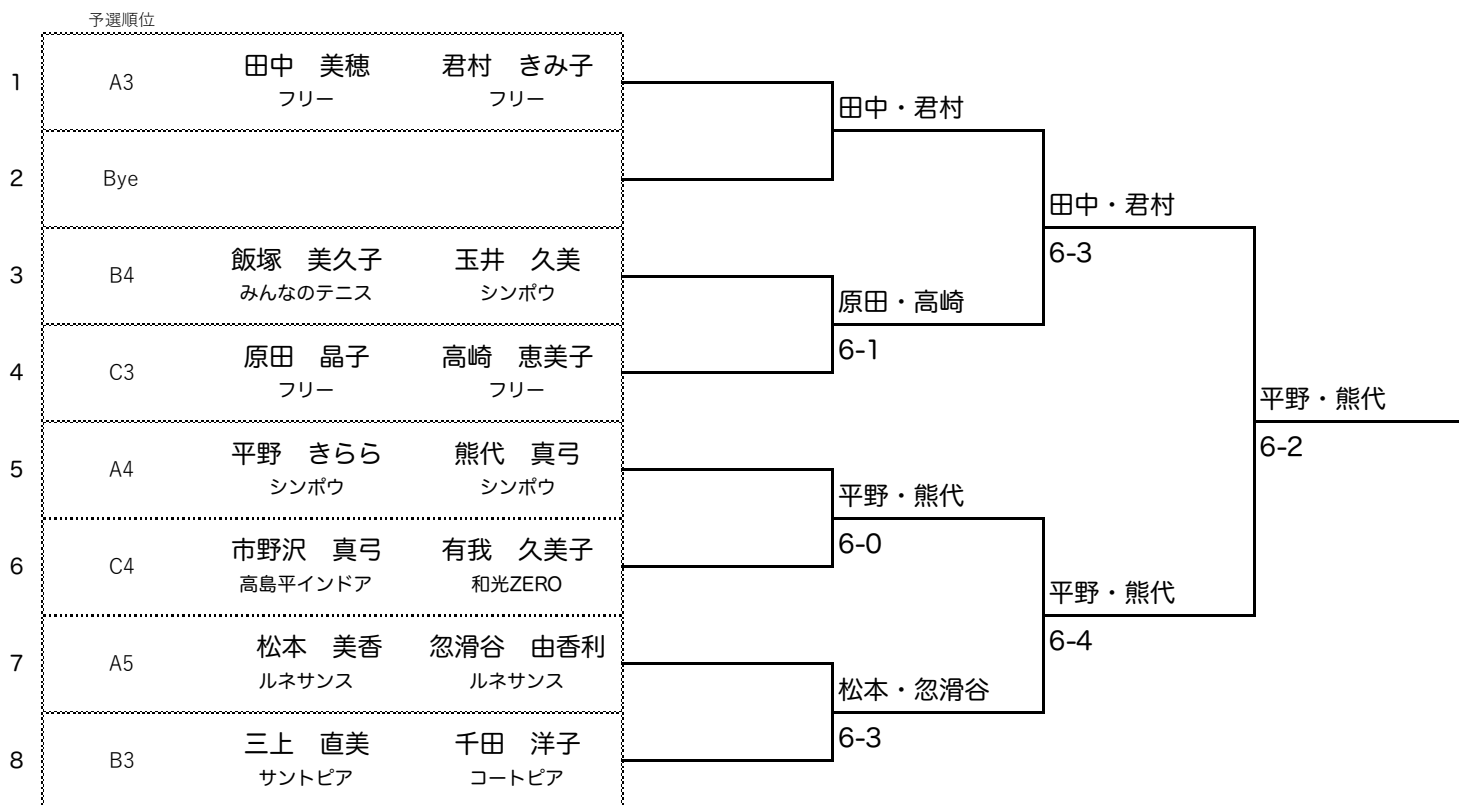 予選順位
1 A3 田中 美穂 君村 きみ子
フリー フリー
田中・君村
2 Bye
田中・君村
6-3
3 B4 飯塚 美久子 玉井 久美
みんなのテニス シンポウ
原田・高崎
6-1
4 C3 原田 晶子 高崎 恵美子
フリー フリー
平野・熊代
6-2
5 A4 平野 きらら 熊代 真弓
シンポウ シンポウ
平野・熊代
6-0
6 C4 市野沢 真弓 有我 久美子
高島平インドア 和光ZERO
平野・熊代
6-4
7 A5 松本 美香 忽滑谷 由香利
ルネサンス ルネサンス
松本・忽滑谷
6-3
8 B3 三上 直美 千田 洋子
サントピア コートピア